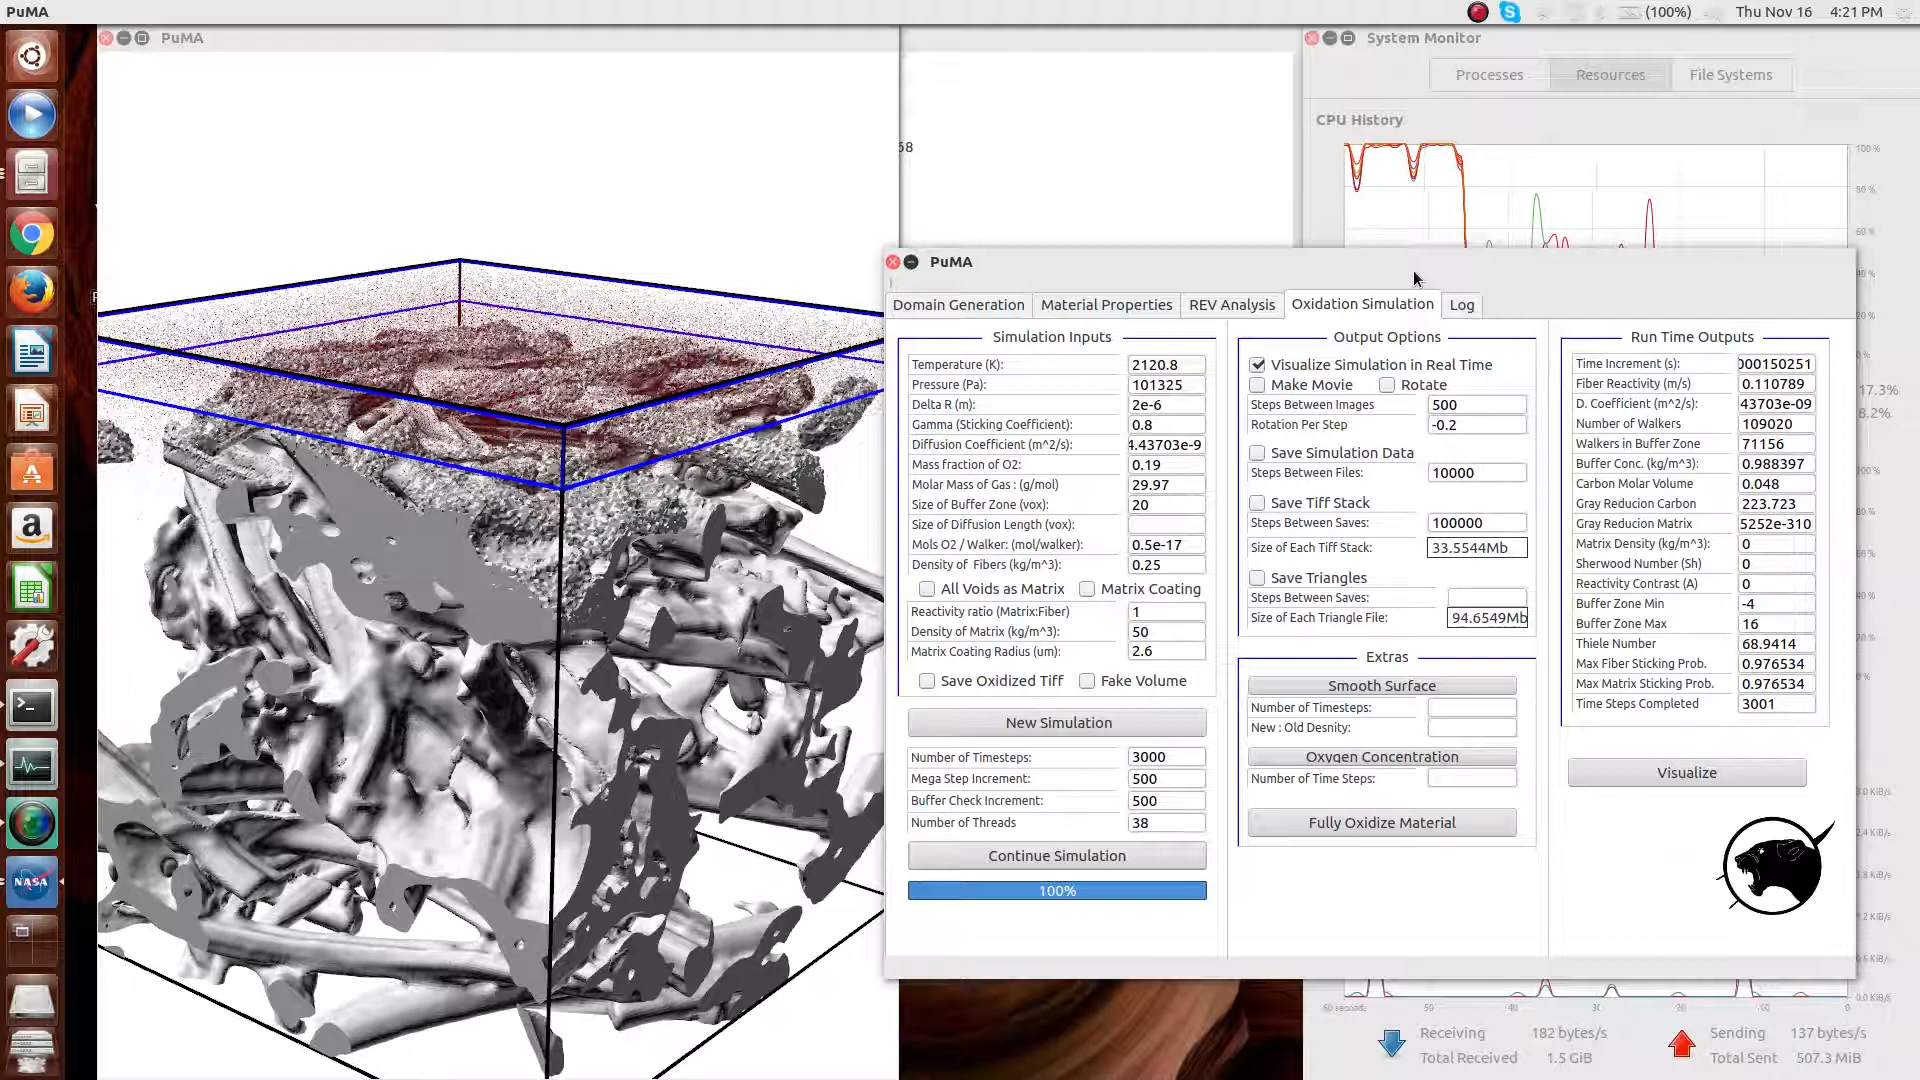 PuMA
(100%) Thu Nov 16 4:21 PM
PuMA
68
System Monitor
Processes Resources File Systems
CPU History
100 %
80 %
60 %
PuMA
Domain Generation Material Properties REV Analysis Oxidation Simulation Log
Simulation Inputs
Temperature (K): 2120.8
Pressure (Pa): 101325
Delta R (m): 2e-6
Gamma (Sticking Coefficient): 0.8
Diffusion Coefficient (m^2/s): 4.43703e-9
Mass fraction of O2: 0.19
Molar Mass of Gas : (g/mol) 29.97
Size of Buffer Zone (vox): 20
Size of Diffusion Length (vox):
Mols O2 / Walker: (mol/walker): 0.5e-17
Density of Fibers (kg/m^3): 0.25
All Voids as Matrix Matrix Coating
Reactivity ratio (Matrix:Fiber) 1
Density of Matrix (kg/m^3): 50
Matrix Coating Radius (um): 2.6
Save Oxidized Tiff Fake Volume
New Simulation
Number of Timesteps: 3000
Mega Step Increment: 500
Buffer Check Increment: 500
Number of Threads 38
Continue Simulation
100%
Output Options
Visualize Simulation in Real Time
Make Movie Rotate
Steps Between Images 500
Rotation Per Step -0.2
Save Simulation Data
Steps Between Files: 10000
Save Tiff Stack
Steps Between Saves: 100000
Size of Each Tiff Stack: 33.5544Mb
Save Triangles
Steps Between Saves:
Size of Each Triangle File: 94.6549Mb
Extras
Smooth Surface
Number of Timesteps:
New : Old Desnity:
Oxygen Concentration
Number of Time Steps:
Fully Oxidize Material
Run Time Outputs
Time Increment (s): 000150251
Fiber Reactivity (m/s) 0.110789
D. Coefficient (m^2/s): 43703e-09
Number of Walkers 109020
Walkers in Buffer Zone 71156
Buffer Conc. (kg/m^3): 0.988397
Carbon Molar Volume 0.048
Gray Reducion Carbon 223.723
Gray Reducion Matrix 5252e-310
Matrix Density (kg/m^3): 0
Sherwood Number (Sh) 0
Reactivity Contrast (A) 0
Buffer Zone Min -4
Buffer Zone Max 16
Thiele Number 68.9414
Max Fiber Sticking Prob. 0.976534
Max Matrix Sticking Prob. 0.976534
Time Steps Completed 3001
Visualize
17.3%
8.2%
60 seconds 50 40 30 20 10 0
0.0 KiB/s
Receiving 182 bytes/s
Total Received 1.5 GiB
Sending 137 bytes/s
Total Sent 507.3 MiB
NASA